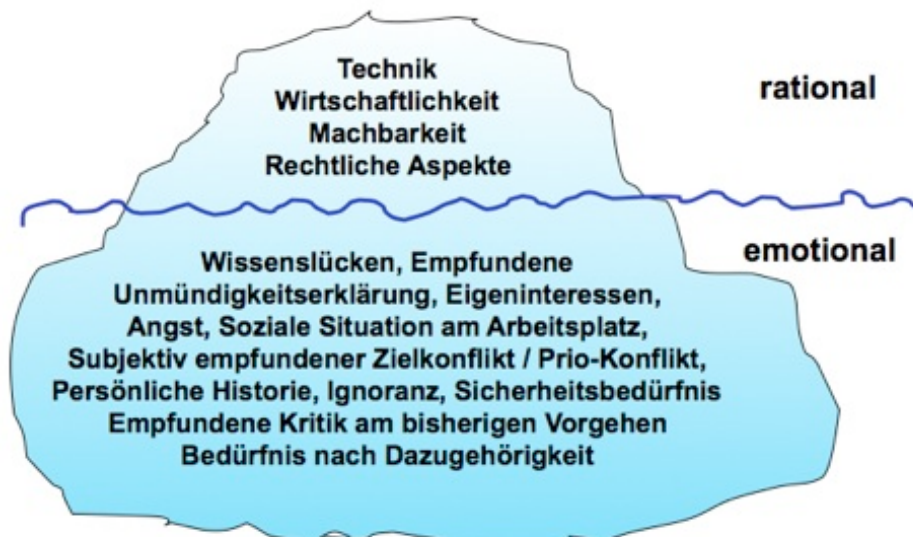 Technik
Wirtschaftlichkeit
Machbarkeit
Rechtliche Aspekte
rational
emotional
Wissenslücken, Empfundene
Unmündigkeitserklärung, Eigeninteressen,
Angst, Soziale Situation am Arbeitsplatz,
Subjektiv empfundener Zielkonflikt / Prio-Konflikt,
Persönliche Historie, Ignoranz, Sicherheitsbedürfnis
Empfundene Kritik am bisherigen Vorgehen
Bedürfnis nach Dazugehörigkeit